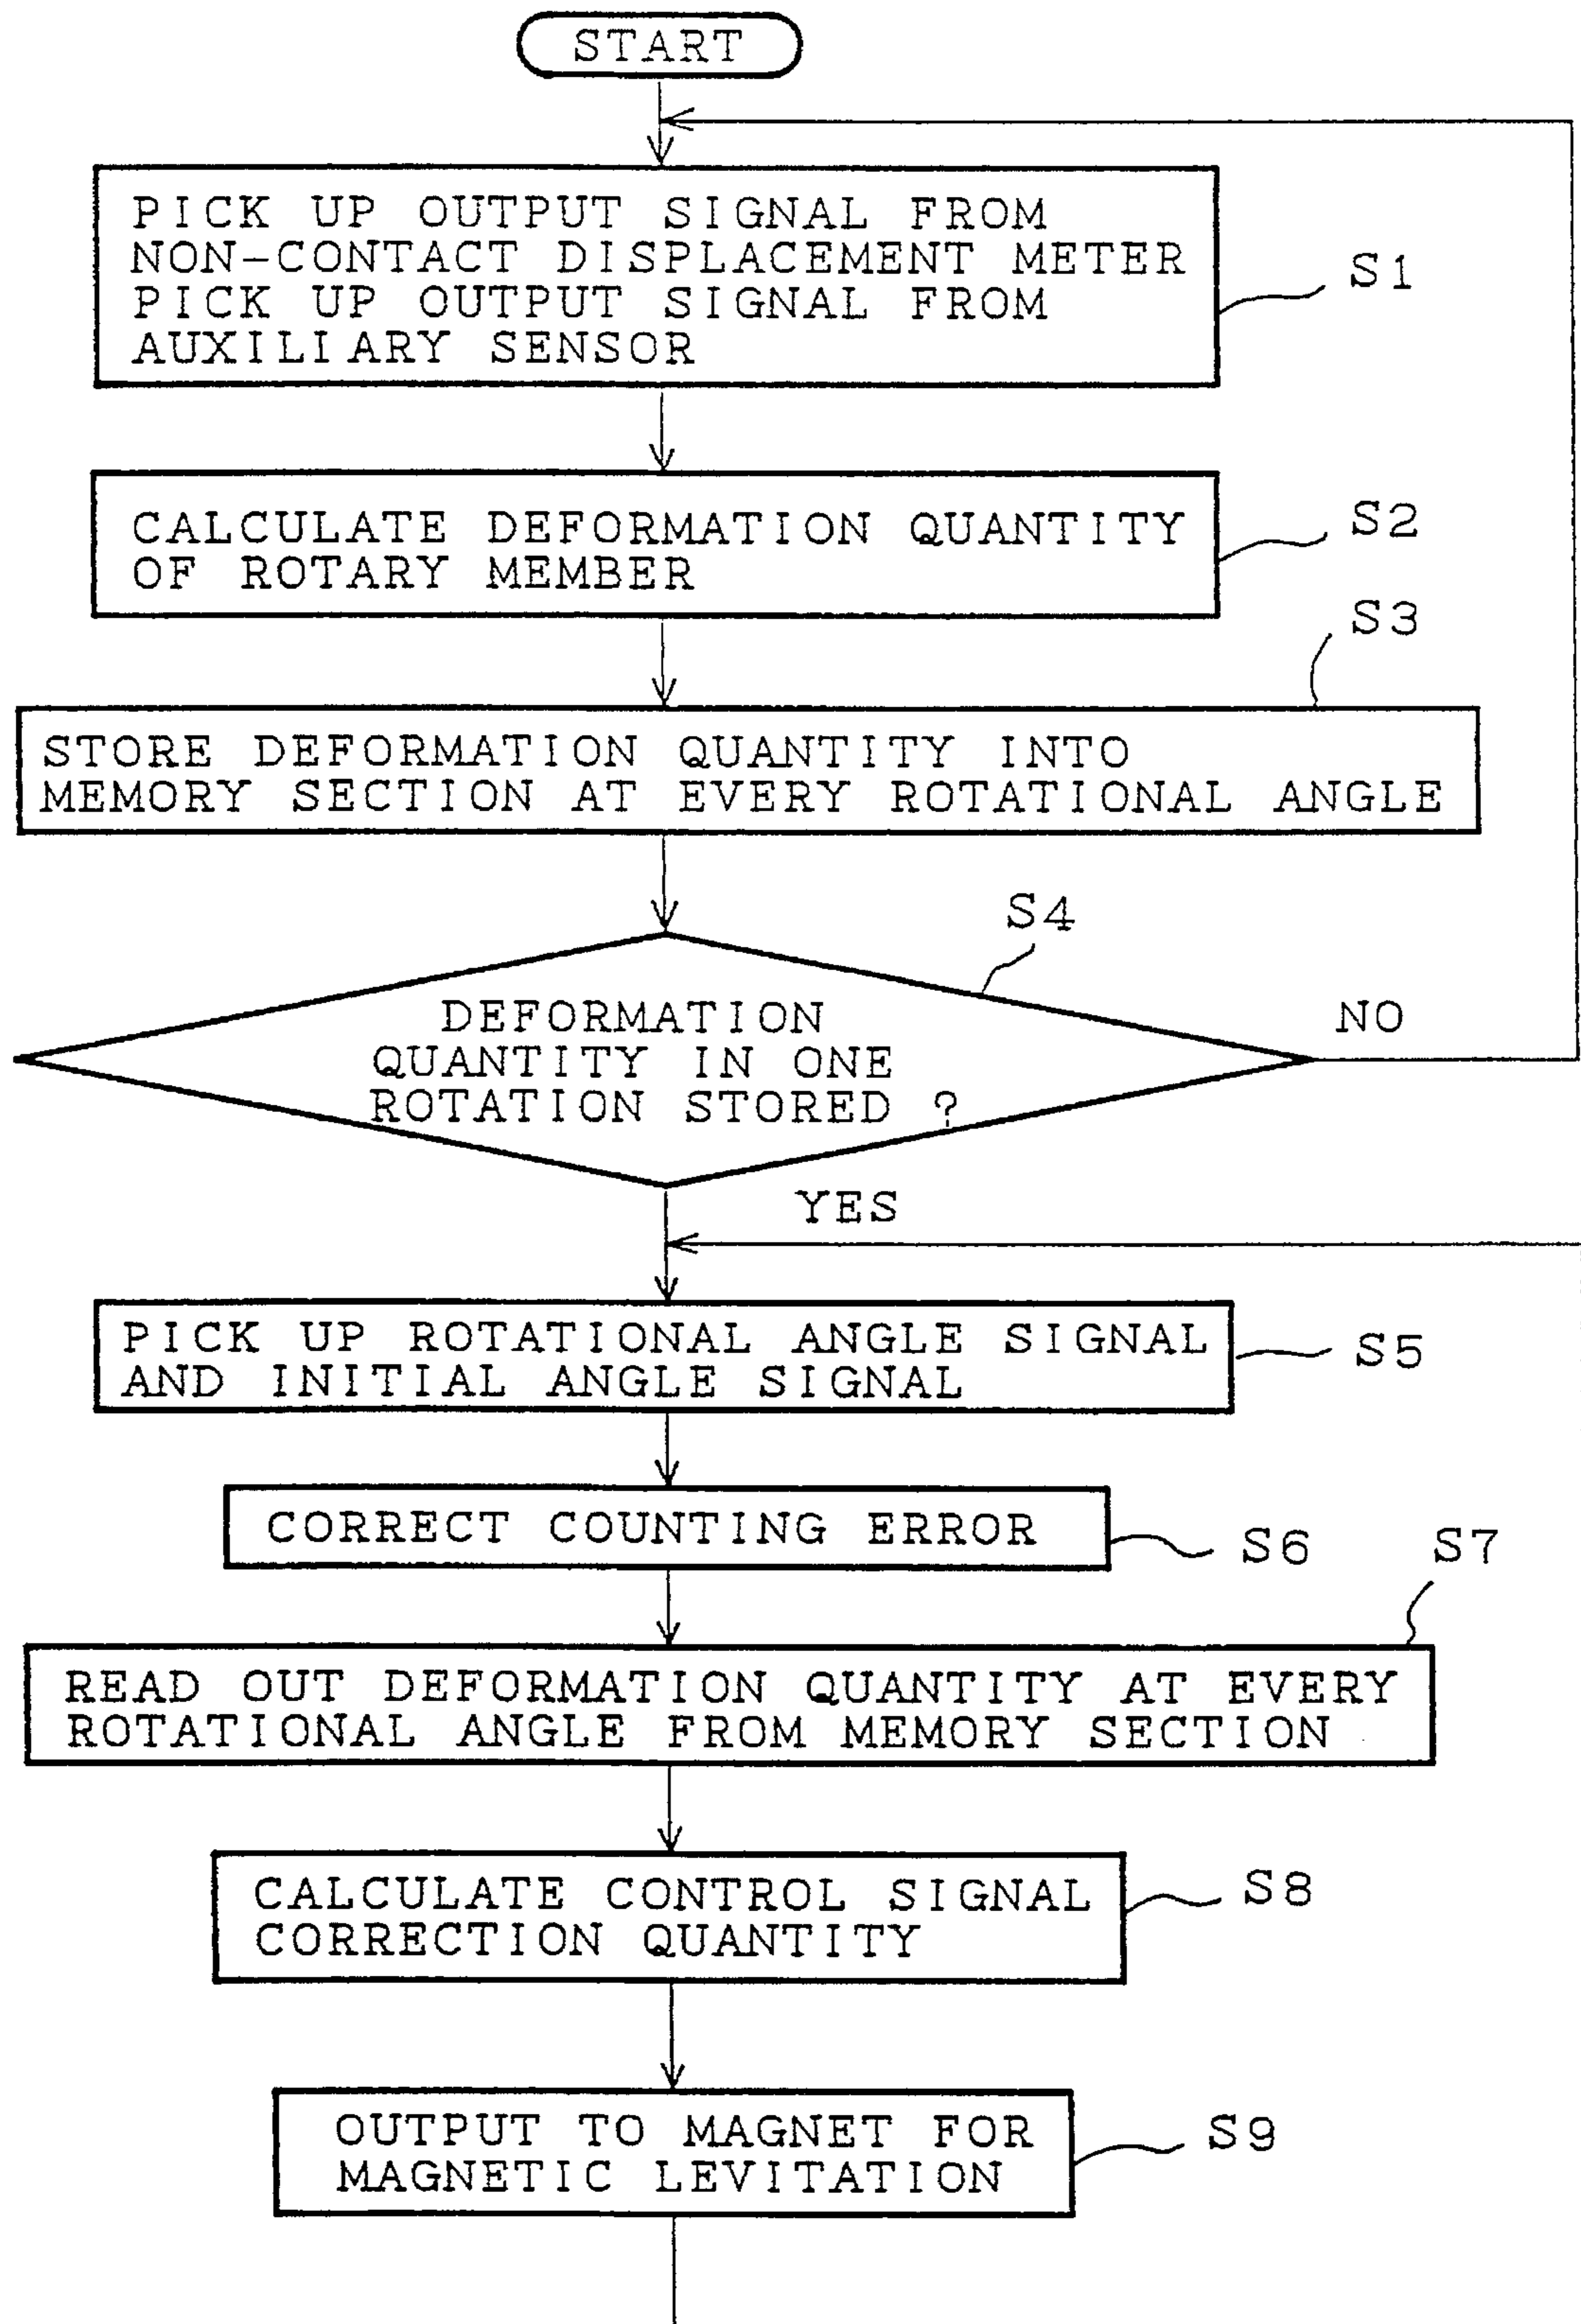 START
PICK UP OUTPUT SIGNAL FROM
NON-CONTACT DISPLACEMENT METER
PICK UP OUTPUT SIGNAL FROM
AUXILIARY SENSOR
S1
CALCULATE DEFORMATION QUANTITY
OF ROTARY MEMBER
S2
S3
STORE DEFORMATION QUANTITY INTO
MEMORY SECTION AT EVERY ROTATIONAL ANGLE
S4
DEFORMATION
QUANTITY IN ONE
ROTATION STORED ?
NO
YES
PICK UP ROTATIONAL ANGLE SIGNAL
AND INITIAL ANGLE SIGNAL
S5
CORRECT COUNTING ERROR
S6
S7
READ OUT DEFORMATION QUANTITY AT EVERY
ROTATIONAL ANGLE FROM MEMORY SECTION
CALCULATE CONTROL SIGNAL
CORRECTION QUANTITY
S8
OUTPUT TO MAGNET FOR
MAGNETIC LEVITATION
S9